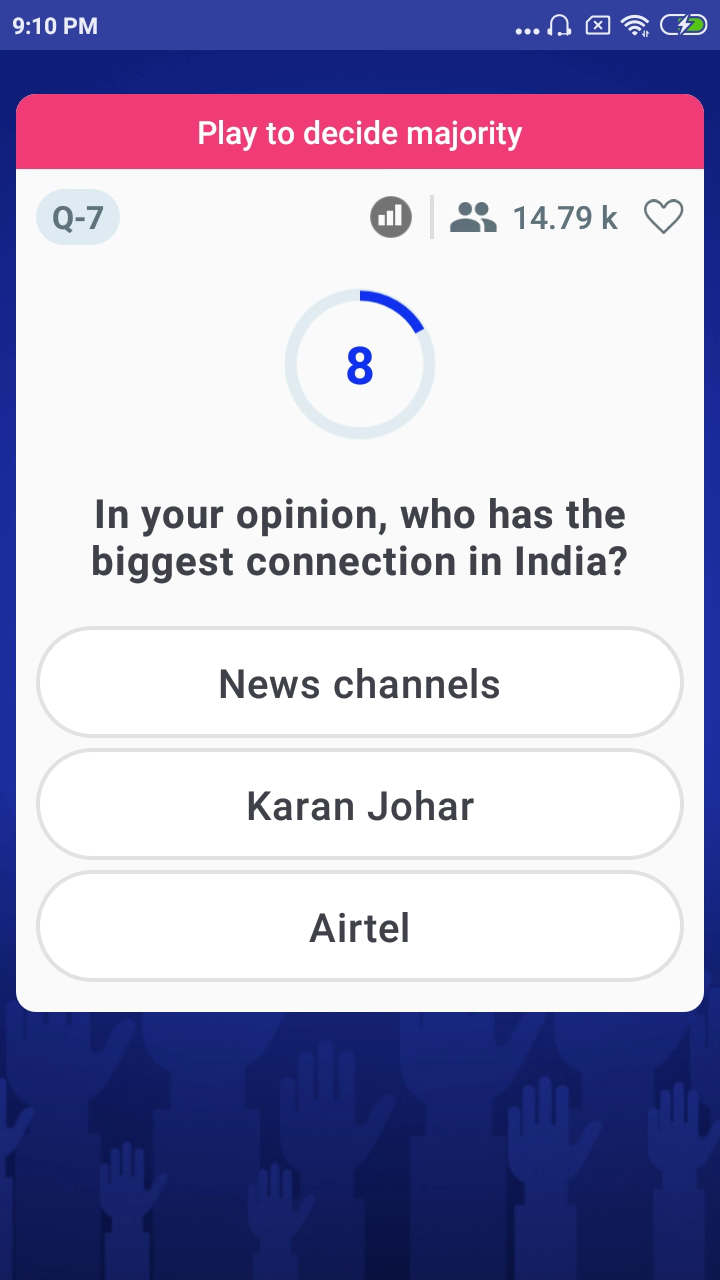 9:10 PM
Play to decide majority
Q-7
14.79 k
8
In your opinion, who has the
biggest connection in India?
News channels
Karan Johar
Airtel